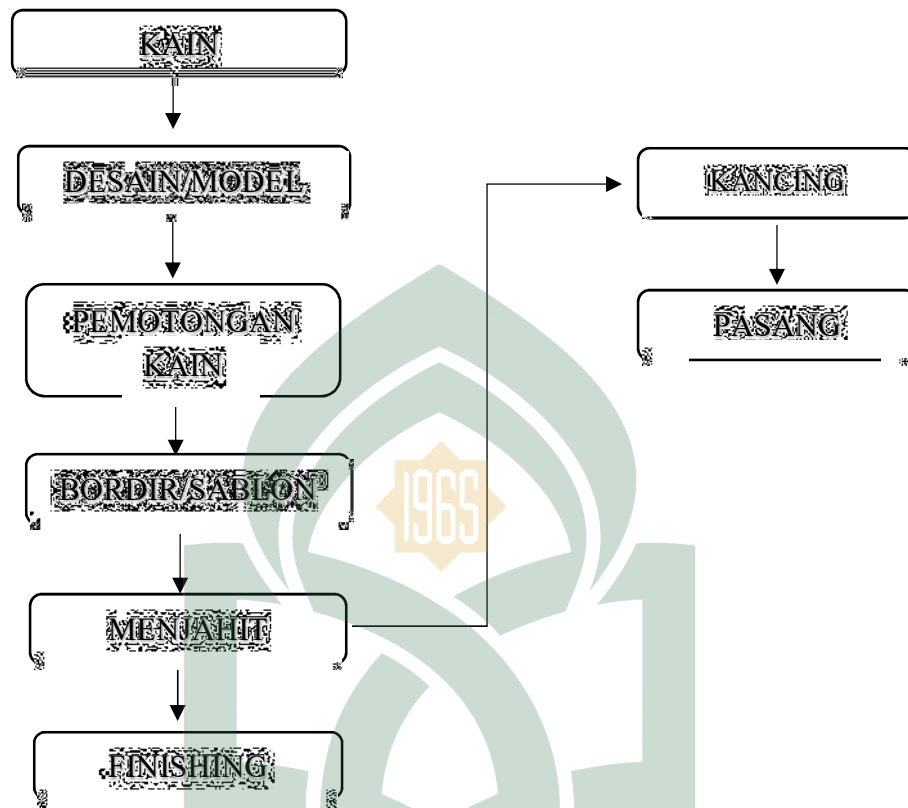 KAIN
DESAIN/MODEL
PEMOTONGAN
KAIN
BORDIR/SABLON
MENJAHIT
FINISHING
KANCING
PASANG
1965